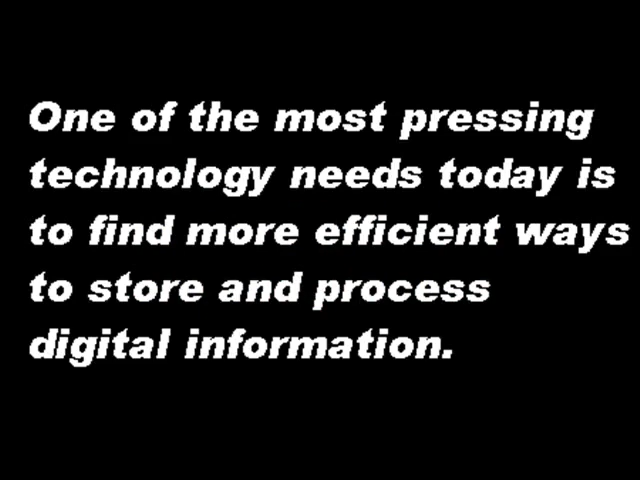 One of the most pressing
technology needs today is
to find more efficient ways
to store and process
digital information.